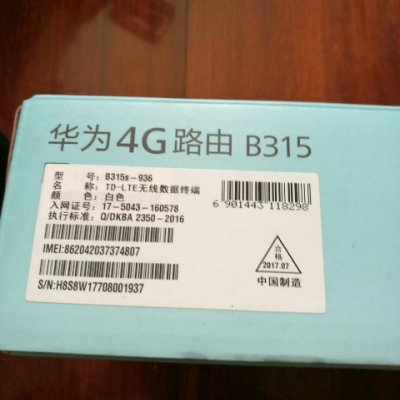 华为4G路由 B315
型 号: B315s-936
名 称: TD-LTE无线数据终端
颜 色: 白色
入网证号: 17-5043-160578
执行标准: Q/DKBA 2350-2016
6 901443 118298
IMEI:862042037374807
合格
2017.07
中国制造
S/N:H8S8W17708001937